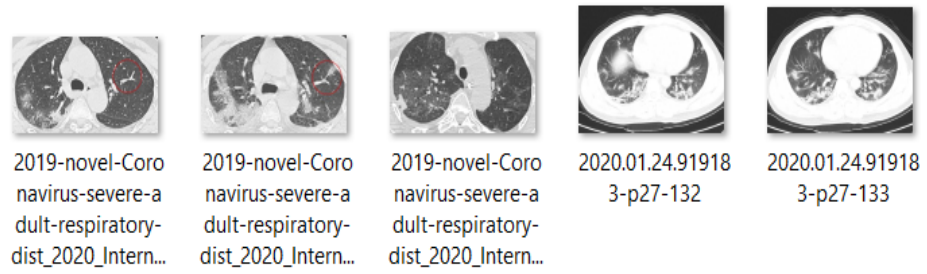 2019-novel-Coro
navirus-severe-a
dult-respiratory-
dist_2020_Intern...
2019-novel-Coro
navirus-severe-a
dult-respiratory-
dist_2020_Intern...
2019-novel-Coro
navirus-severe-a
dult-respiratory-
dist_2020_Intern...
2020.01.24.91918
3-p27-132
2020.01.24.91918
3-p27-133